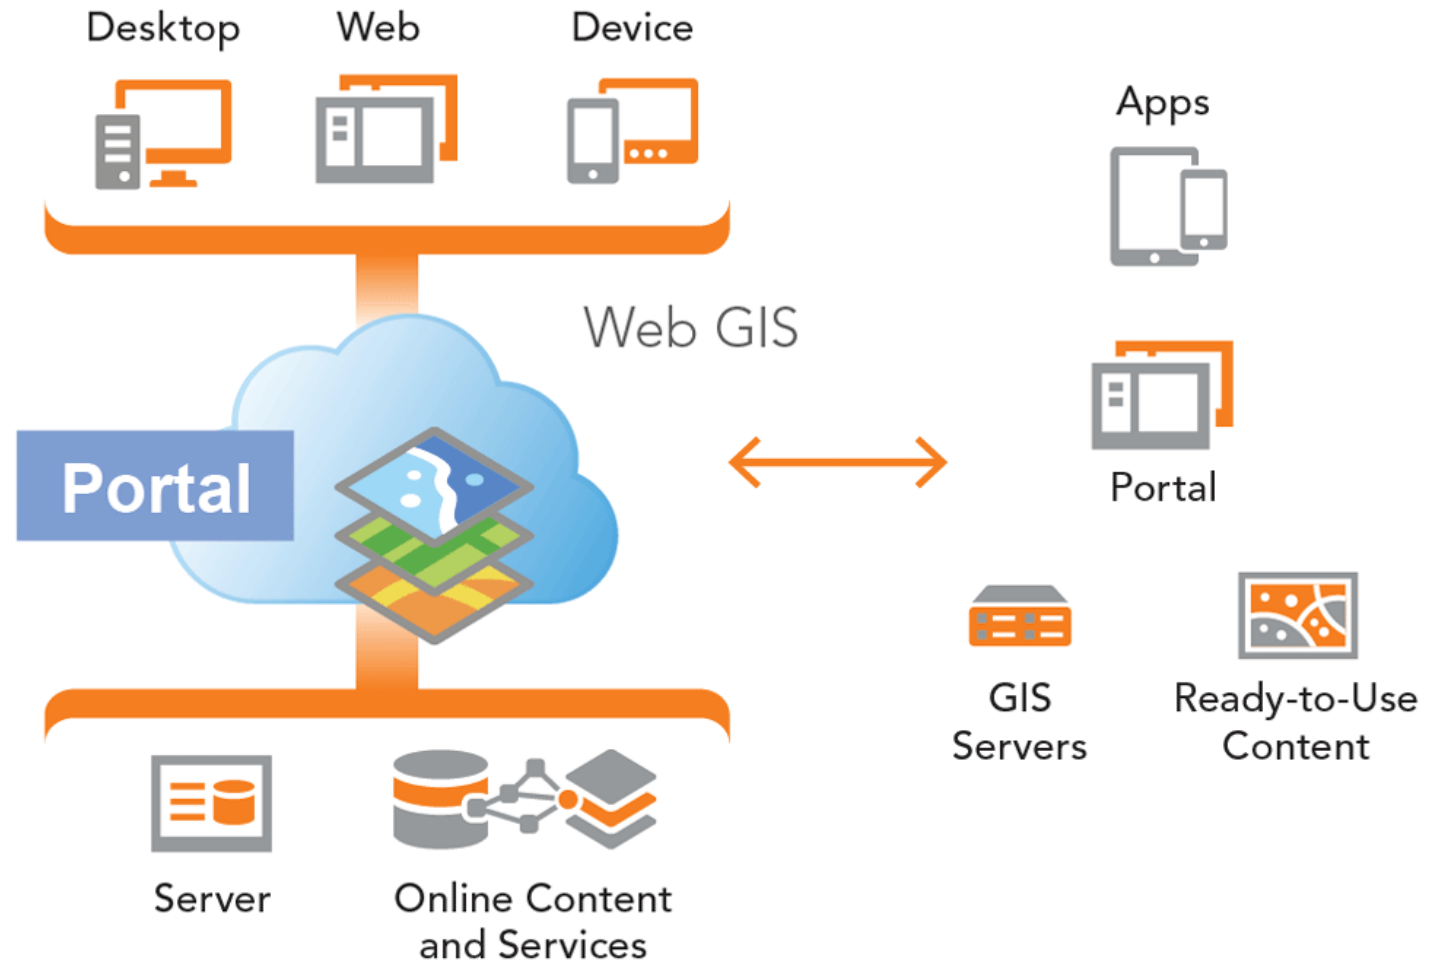 Desktop
Web
Device
Apps
Web GIS
Portal
Portal
GIS
Servers
Ready-to-Use
Content
Server
Online Content
and Services